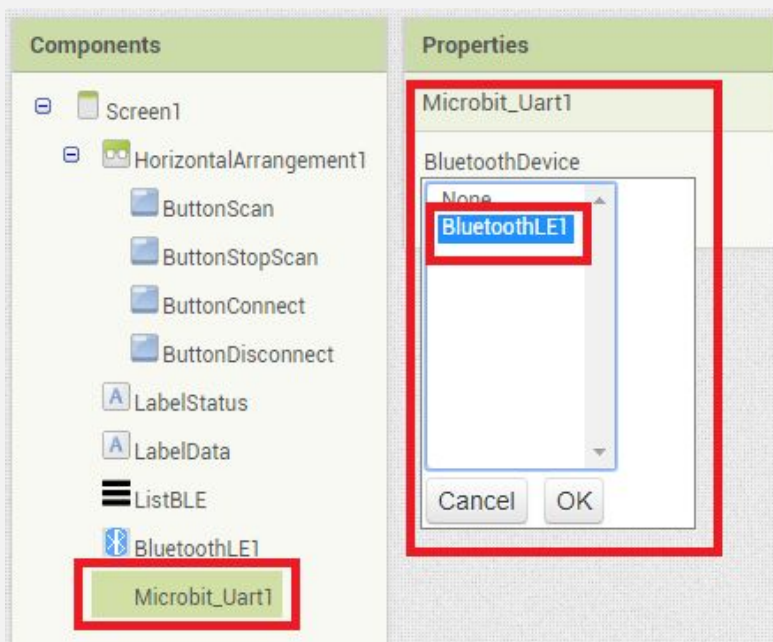 Components
Screen1
HorizontalArrangement1
ButtonScan
ButtonStopScan
ButtonConnect
ButtonDisconnect
A LabelStatus
A LabelData
ListBLE
BluetoothLE1
Microbit_Uart1
Properties
Microbit_Uart1
BluetoothDevice
None
BluetoothLE1
Cancel OK